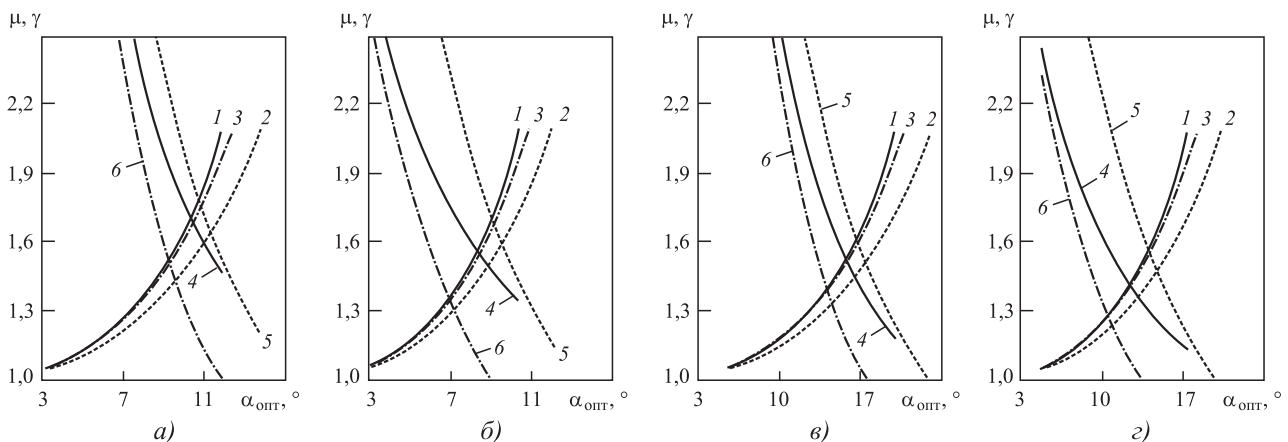 μ, γ μ, γ μ, γ μ, γ
5
1 3 2 1 3 2 1 3 2 1 3 2
2,2 2,2 2,2 2,2
5
6 6
1,9 1,9 1,9 1,9
4
6
1,6 1,6 1,6 1,6
4
1,3 4 1,3 1,3 1,3
5 6 5 4
1,0 1,0 1,0 1,0
3 7 11 αопт, ° 3 7 11 αопт, ° 3 10 17 αопт, ° 3 10 17 αопт, °
а) б) в) г)